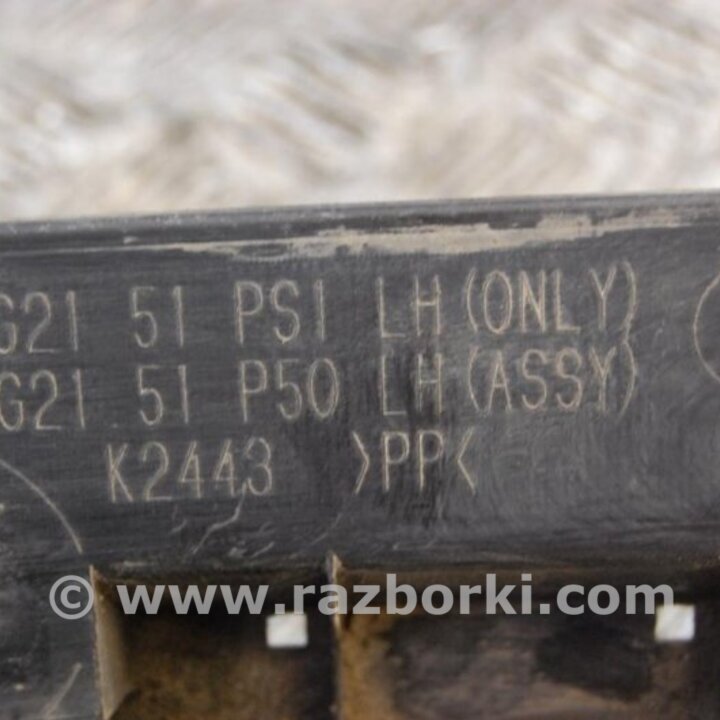 G21 51 PS1 LH (ONLY)
G21 51 P50 LH (ASSY)
K2443 >PP<
© www.razborki.com